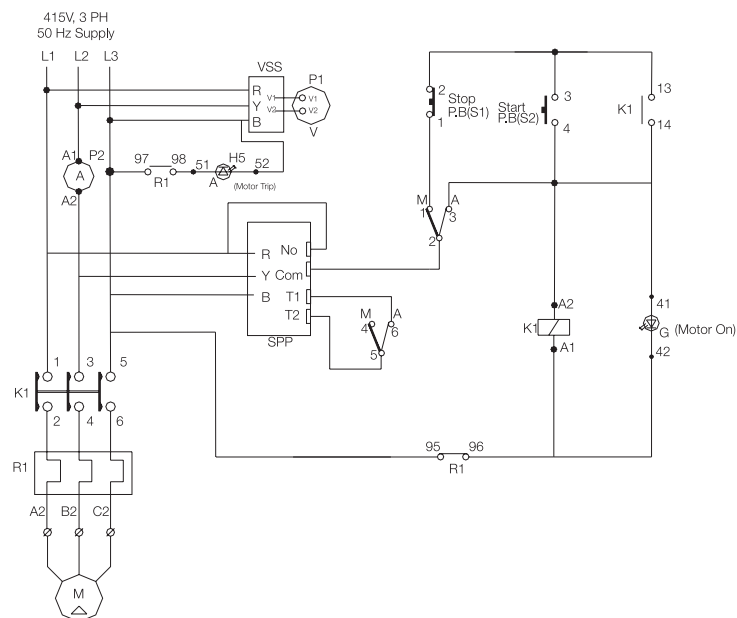 415V, 3 PH
50 Hz Supply
L1 L2 L3
VSS
R
Y
B
V1
V2
P1
V1
V2
V
A1 P2
A
A2
97 98 51 H5 52
R1 A (Motor Trip)
2
Stop
P.B(S1)
1
3
Start
P.B(S2)
4
13
K1
14
M A
1 3
2
R No
Y Com
B T1
T2
SPP
M A
4 6
5
A2
K1
A1
41
G (Motor On)
42
1 3 5
K1
2 4 6
95 96
R1
R1
A2 B2 C2
M